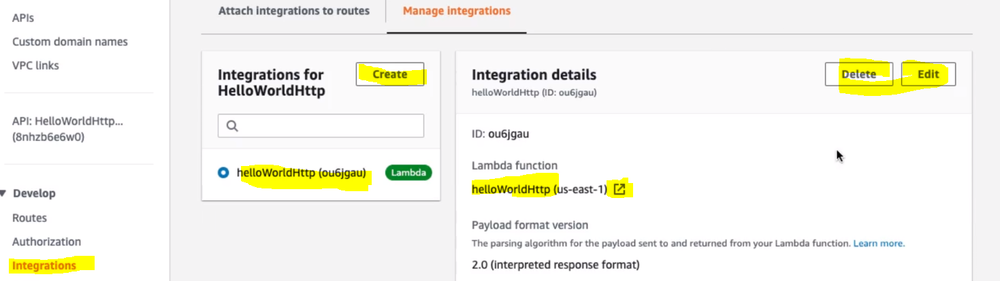 APIs
Custom domain names
VPC links
API: HelloWorldHttp...
(8nhzb6e6w0)
Develop
Routes
Authorization
Integrations
Attach integrations to routes
Manage integrations
Integrations for
HelloWorldHttp
Create
helloWorldHttp (ou6jgau)
Lambda
Integration details
helloWorldHttp (ID: ou6jgau)
Delete
Edit
ID: ou6jgau
Lambda function
helloWorldHttp (us-east-1)
Payload format version
The parsing algorithm for the payload sent to and returned from your Lambda function. Learn more.
2.0 (interpreted response format)